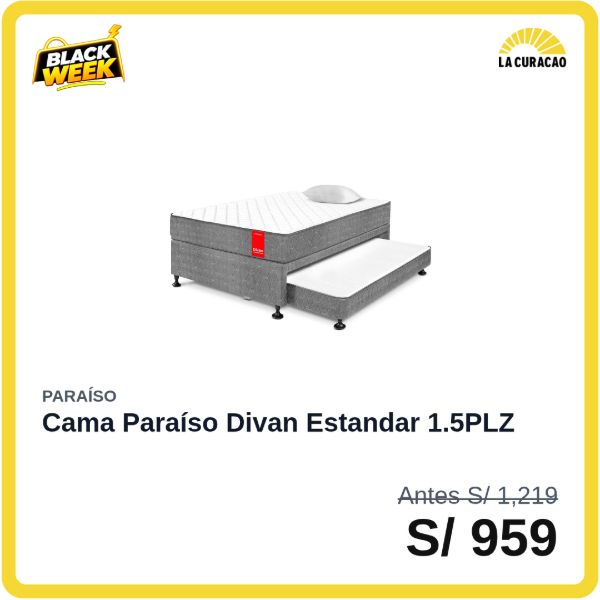 BLACK
WEEK
LA CURACAO
PARAÍSO
Cama Paraíso Divan Estandar 1.5PLZ
Antes S/ 1,219
S/ 959